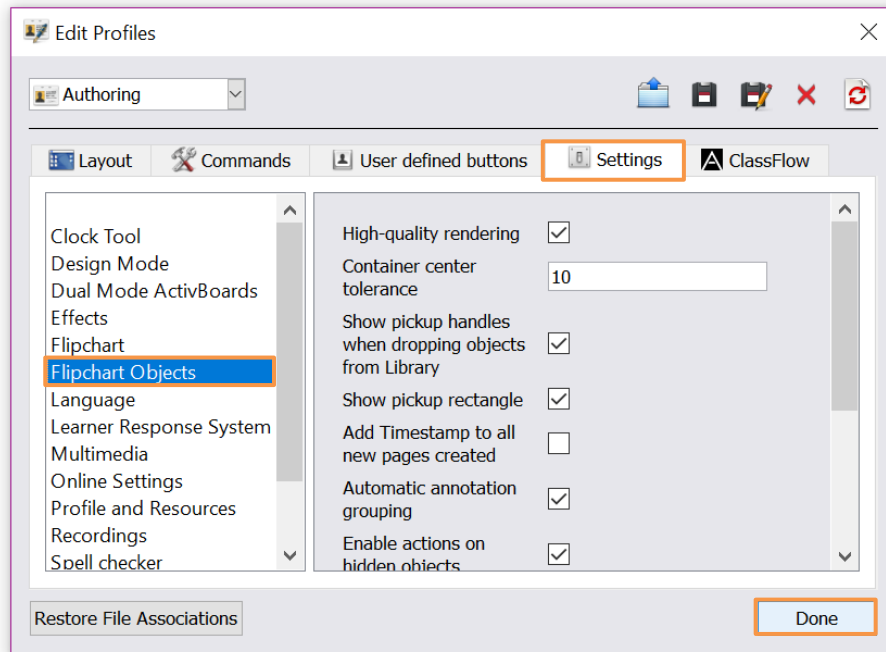 Edit Profiles
Authoring
Layout
Commands
User defined buttons
Settings
ClassFlow
Clock Tool
Design Mode
Dual Mode ActivBoards
Effects
Flipchart
Flipchart Objects
Language
Learner Response System
Multimedia
Online Settings
Profile and Resources
Recordings
Spell checker
High-quality rendering
Container center
tolerance
10
Show pickup handles
when dropping objects
from Library
Show pickup rectangle
Add Timestamp to all
new pages created
Automatic annotation
grouping
Enable actions on
hidden objects
Restore File Associations
Done